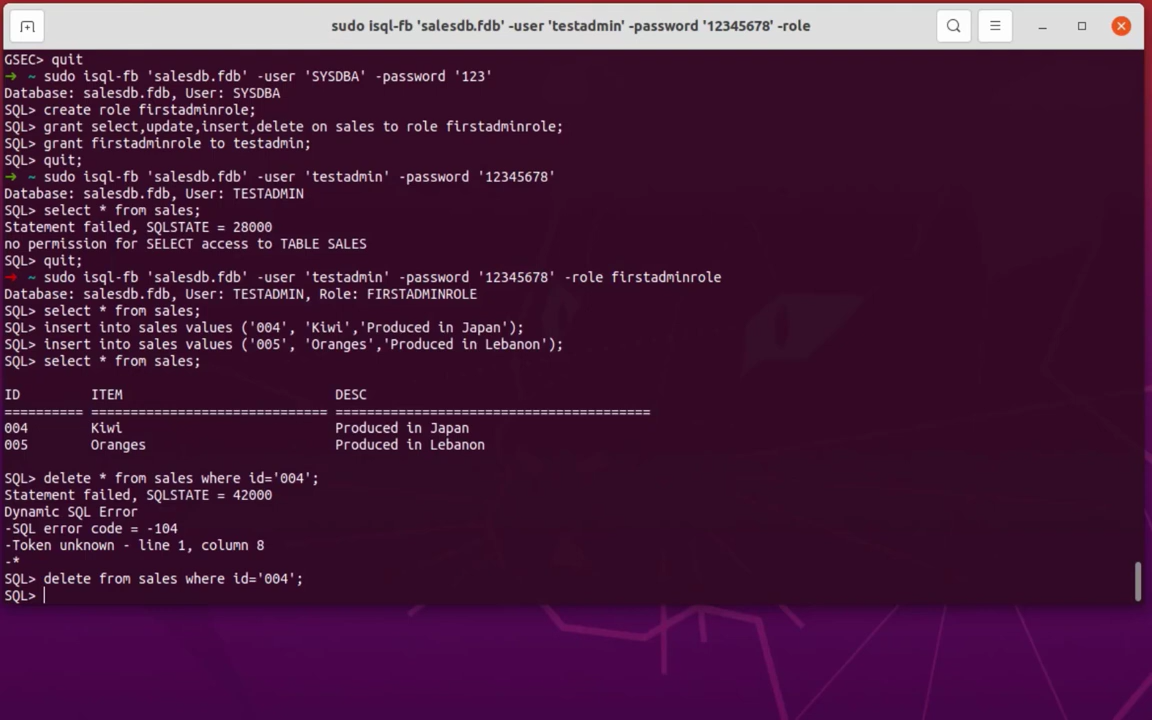 sudo isql-fb 'salesdb.fdb' -user 'testadmin' -password '12345678' -role
GSEC> quit
➜ ~ sudo isql-fb 'salesdb.fdb' -user 'SYSDBA' -password '123'
Database: salesdb.fdb, User: SYSDBA
SQL> create role firstadminrole;
SQL> grant select,update,insert,delete on sales to role firstadminrole;
SQL> grant firstadminrole to testadmin;
SQL> quit;
➜ ~ sudo isql-fb 'salesdb.fdb' -user 'testadmin' -password '12345678'
Database: salesdb.fdb, User: TESTADMIN
SQL> select * from sales;
Statement failed, SQLSTATE = 28000
no permission for SELECT access to TABLE SALES
SQL> quit;
➜ ~ sudo isql-fb 'salesdb.fdb' -user 'testadmin' -password '12345678' -role firstadminrole
Database: salesdb.fdb, User: TESTADMIN, Role: FIRSTADMINROLE
SQL> select * from sales;
SQL> insert into sales values ('004', 'Kiwi','Produced in Japan');
SQL> insert into sales values ('005', 'Oranges','Produced in Lebanon');
SQL> select * from sales;
ID ITEM DESC
========== ============================== ========================================
004 Kiwi Produced in Japan
005 Oranges Produced in Lebanon
SQL> delete * from sales where id='004';
Statement failed, SQLSTATE = 42000
Dynamic SQL Error
-SQL error code = -104
-Token unknown - line 1, column 8
-*
SQL> delete from sales where id='004';
SQL>